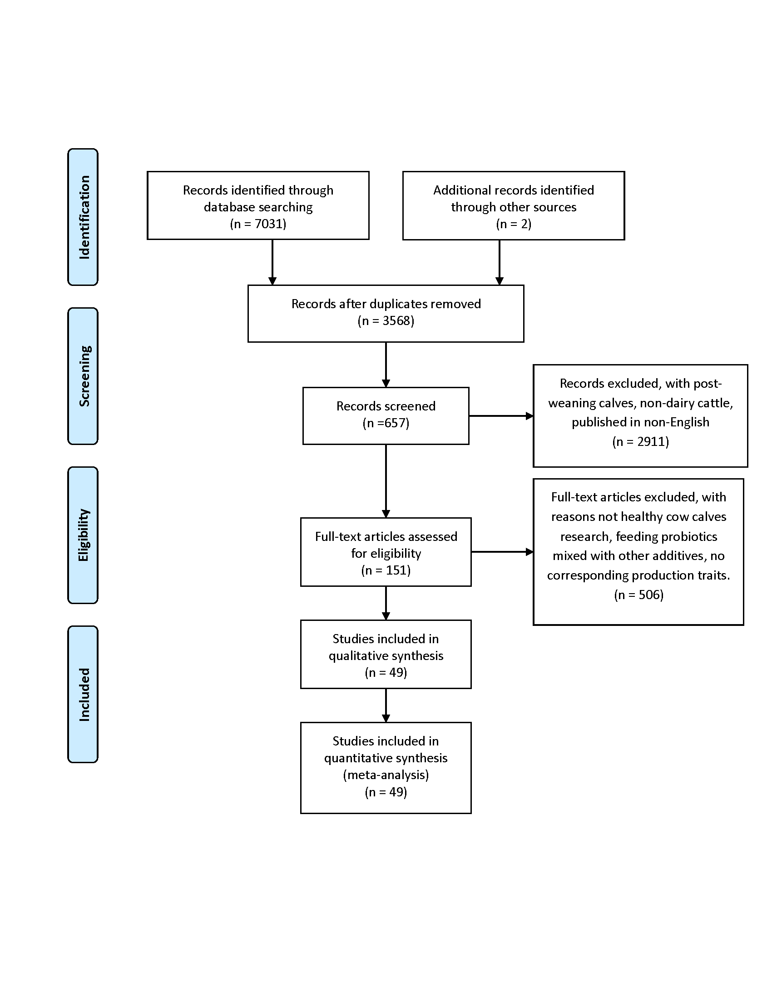 Identification
Records identified through
database searching
(n = 7031)
Additional records identified
through other sources
(n = 2)
Records after duplicates removed
(n = 3568)
Screening
Records screened
(n =657)
Records excluded, with post-
weaning calves, non-dairy cattle,
published in non-English
(n = 2911)
Eligibility
Full-text articles assessed
for eligibility
(n = 151)
Full-text articles excluded, with
reasons not healthy cow calves
research, feeding probiotics
mixed with other additives, no
corresponding production traits.
(n = 506)
Included
Studies included in
qualitative synthesis
(n = 49)
Studies included in
quantitative synthesis
(meta-analysis)
(n = 49)